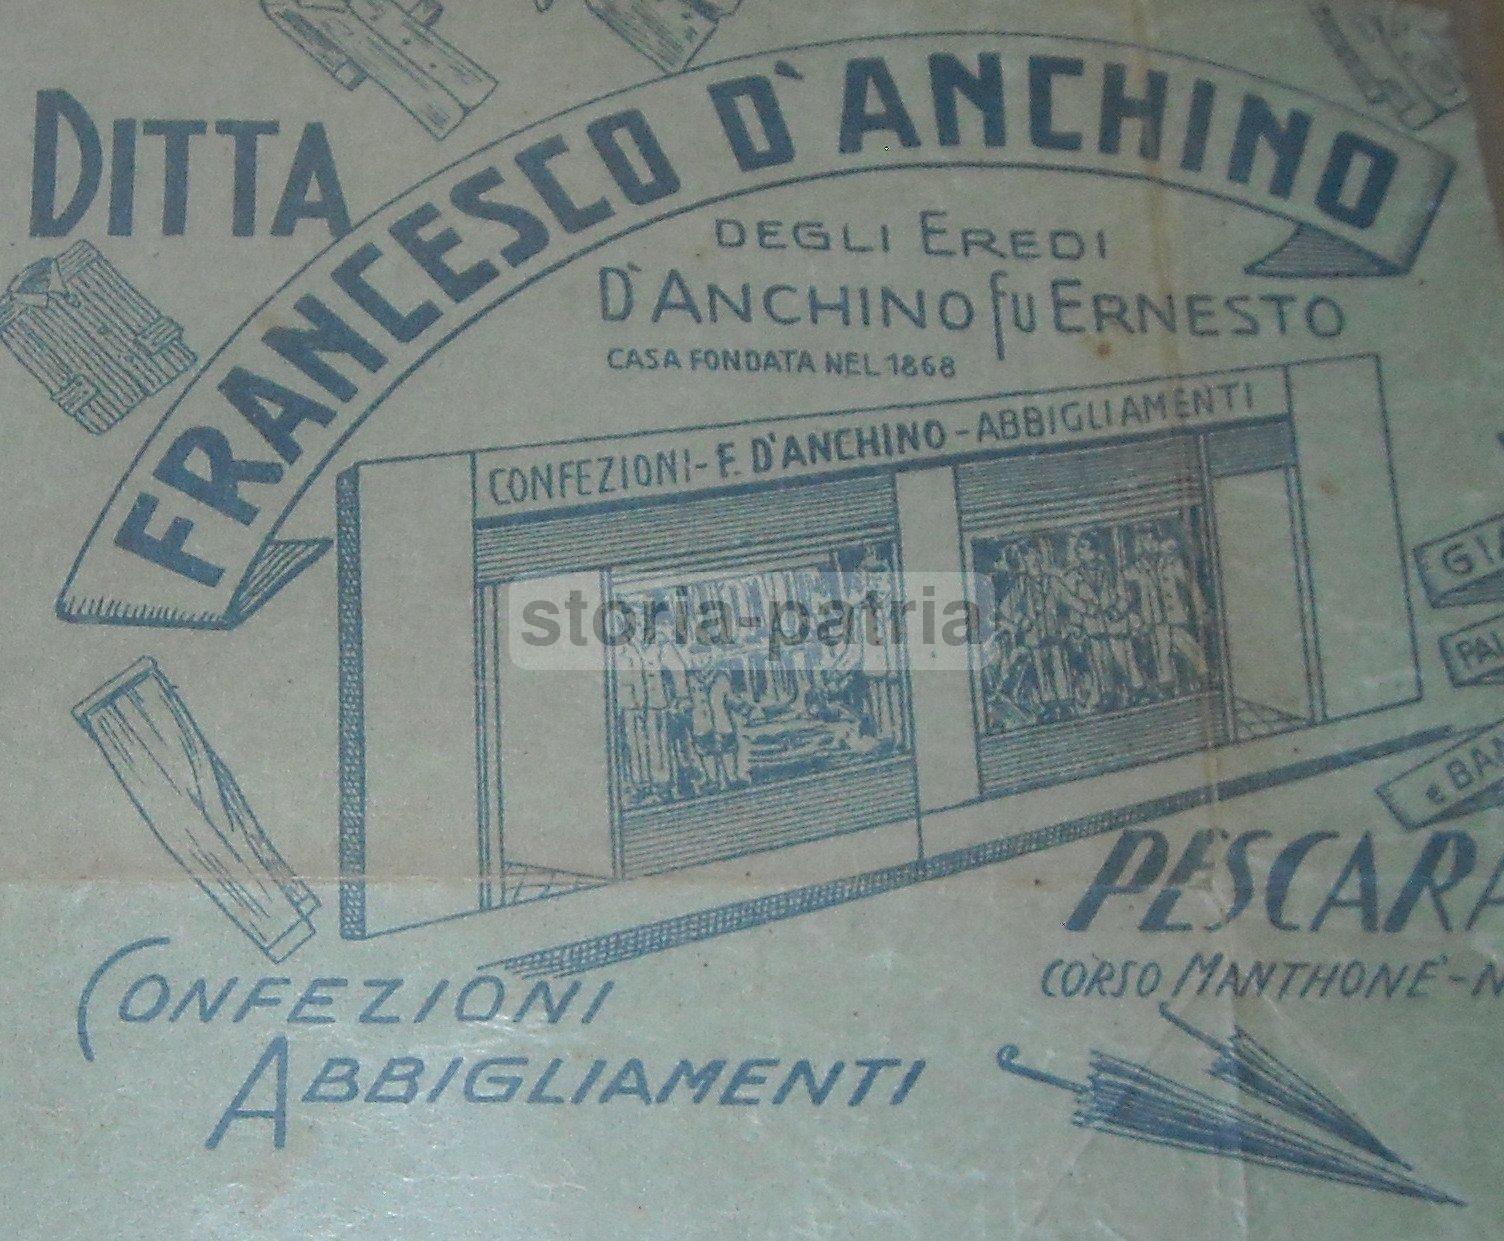 DITTA
FRANCESCO D'ANCHINO
DEGLI EREDI
D'ANCHINO fu ERNESTO
CASA FONDATA NEL 1868
CONFEZIONI - F. D'ANCHINO - ABBIGLIAMENTI
storia-patria
PESCARA
CORSO MANTHONE' -
CONFEZIONI
ABBIGLIAMENTI